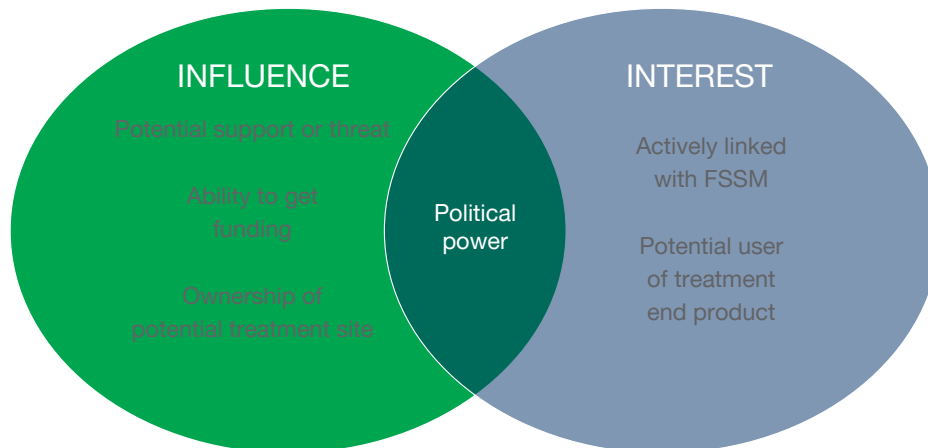 INFLUENCE
Potential support or threat
Ability to get
funding
Ownership of
potential treatment site
Political
power
INTEREST
Actively linked
with FSSM
Potential user
of treatment
end product